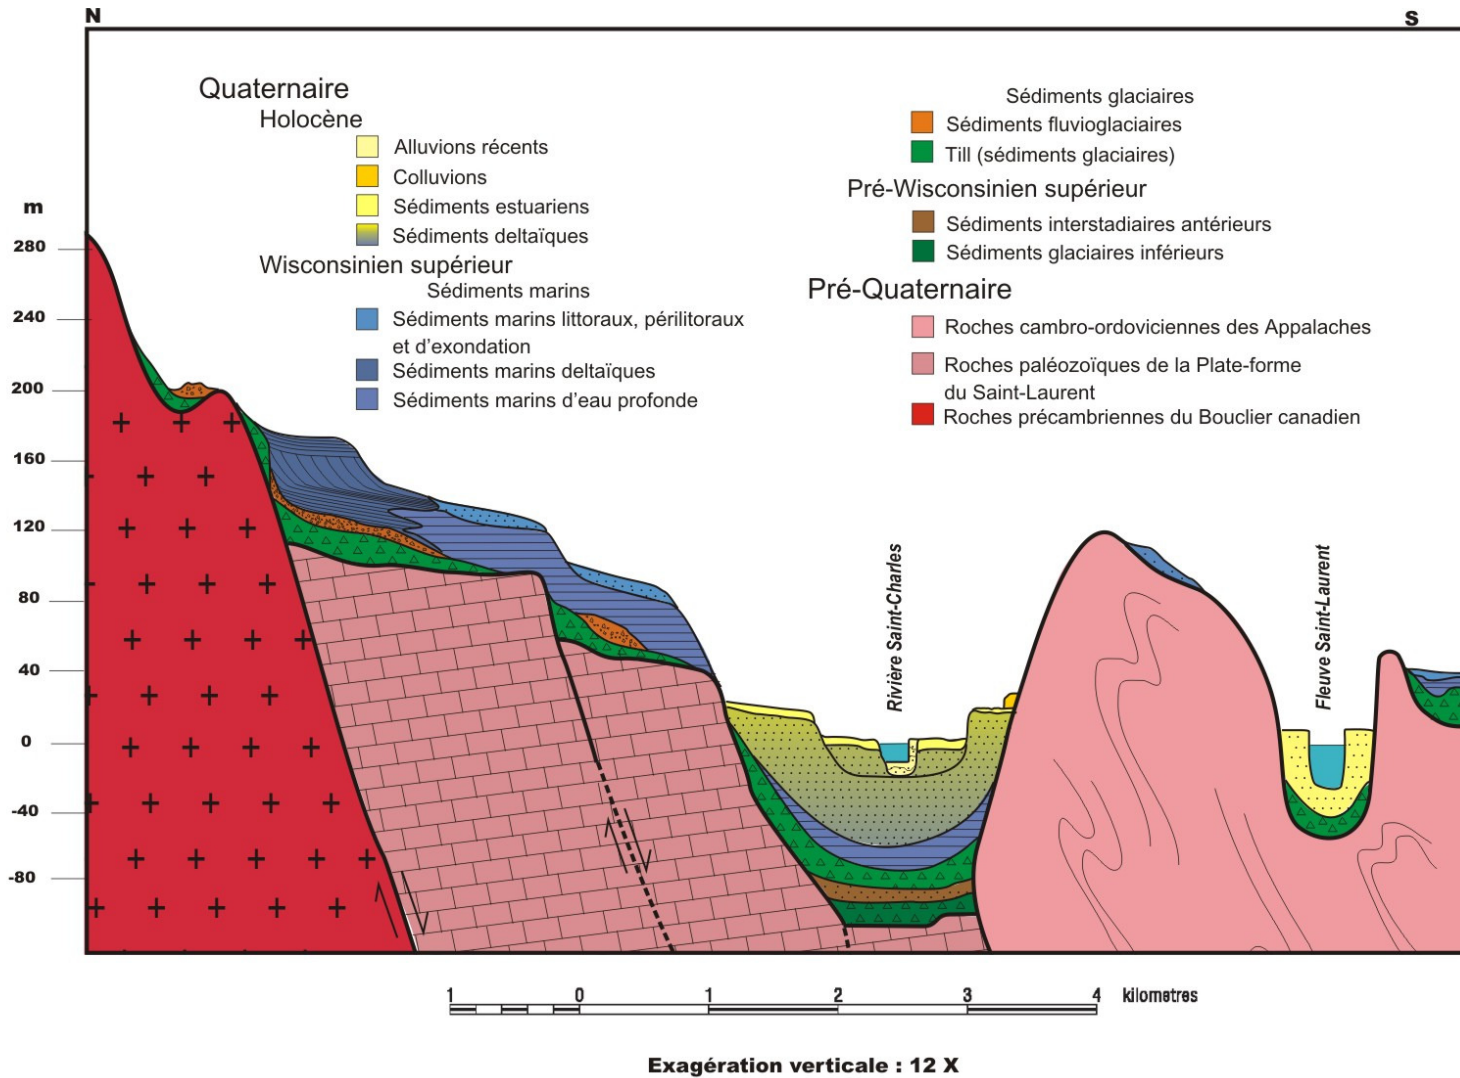 N
S
Quaternaire
Holocène
Alluvions récents
Colluvions
Sédiments estuariens
Sédiments deltaïques
Wisconsinien supérieur
Sédiments marins
Sédiments marins littoraux, périlitoraux
et d'exondation
Sédiments marins deltaïques
Sédiments marins d'eau profonde
Sédiments glaciaires
Sédiments fluvioglaciaires
Till (sédiments glaciaires)
Pré-Wisconsinien supérieur
Sédiments interstadiaires antérieurs
Sédiments glaciaires inférieurs
Pré-Quaternaire
Roches cambro-ordoviciennes des Appalaches
Roches paléozoïques de la Plate-forme
du Saint-Laurent
Roches précambriennes du Bouclier canadien
m
280
240
200
160
120
80
40
0
-40
-80
Rivière Saint-Charles
Fleuve Saint-Laurent
1 0 1 2 3 4 kilometres
Exagération verticale : 12 X